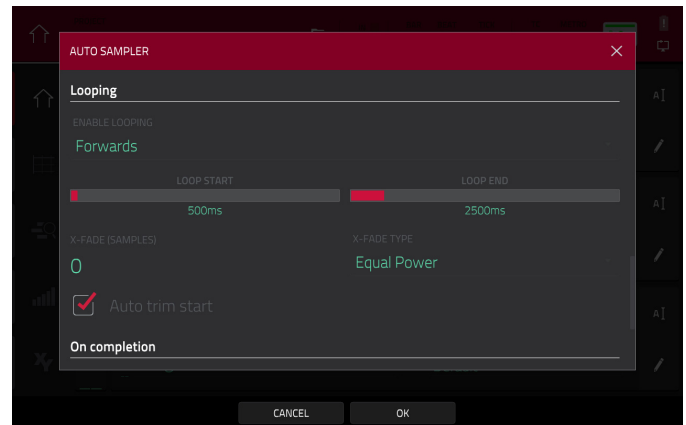 AUTO SAMPLER
Looping
ENABLE LOOPING
Forwards
LOOP START
LOOP END
500ms
2500ms
X-FADE (SAMPLES)
X-FADE TYPE
0
Equal Power
Auto trim start
On completion
CANCEL
OK